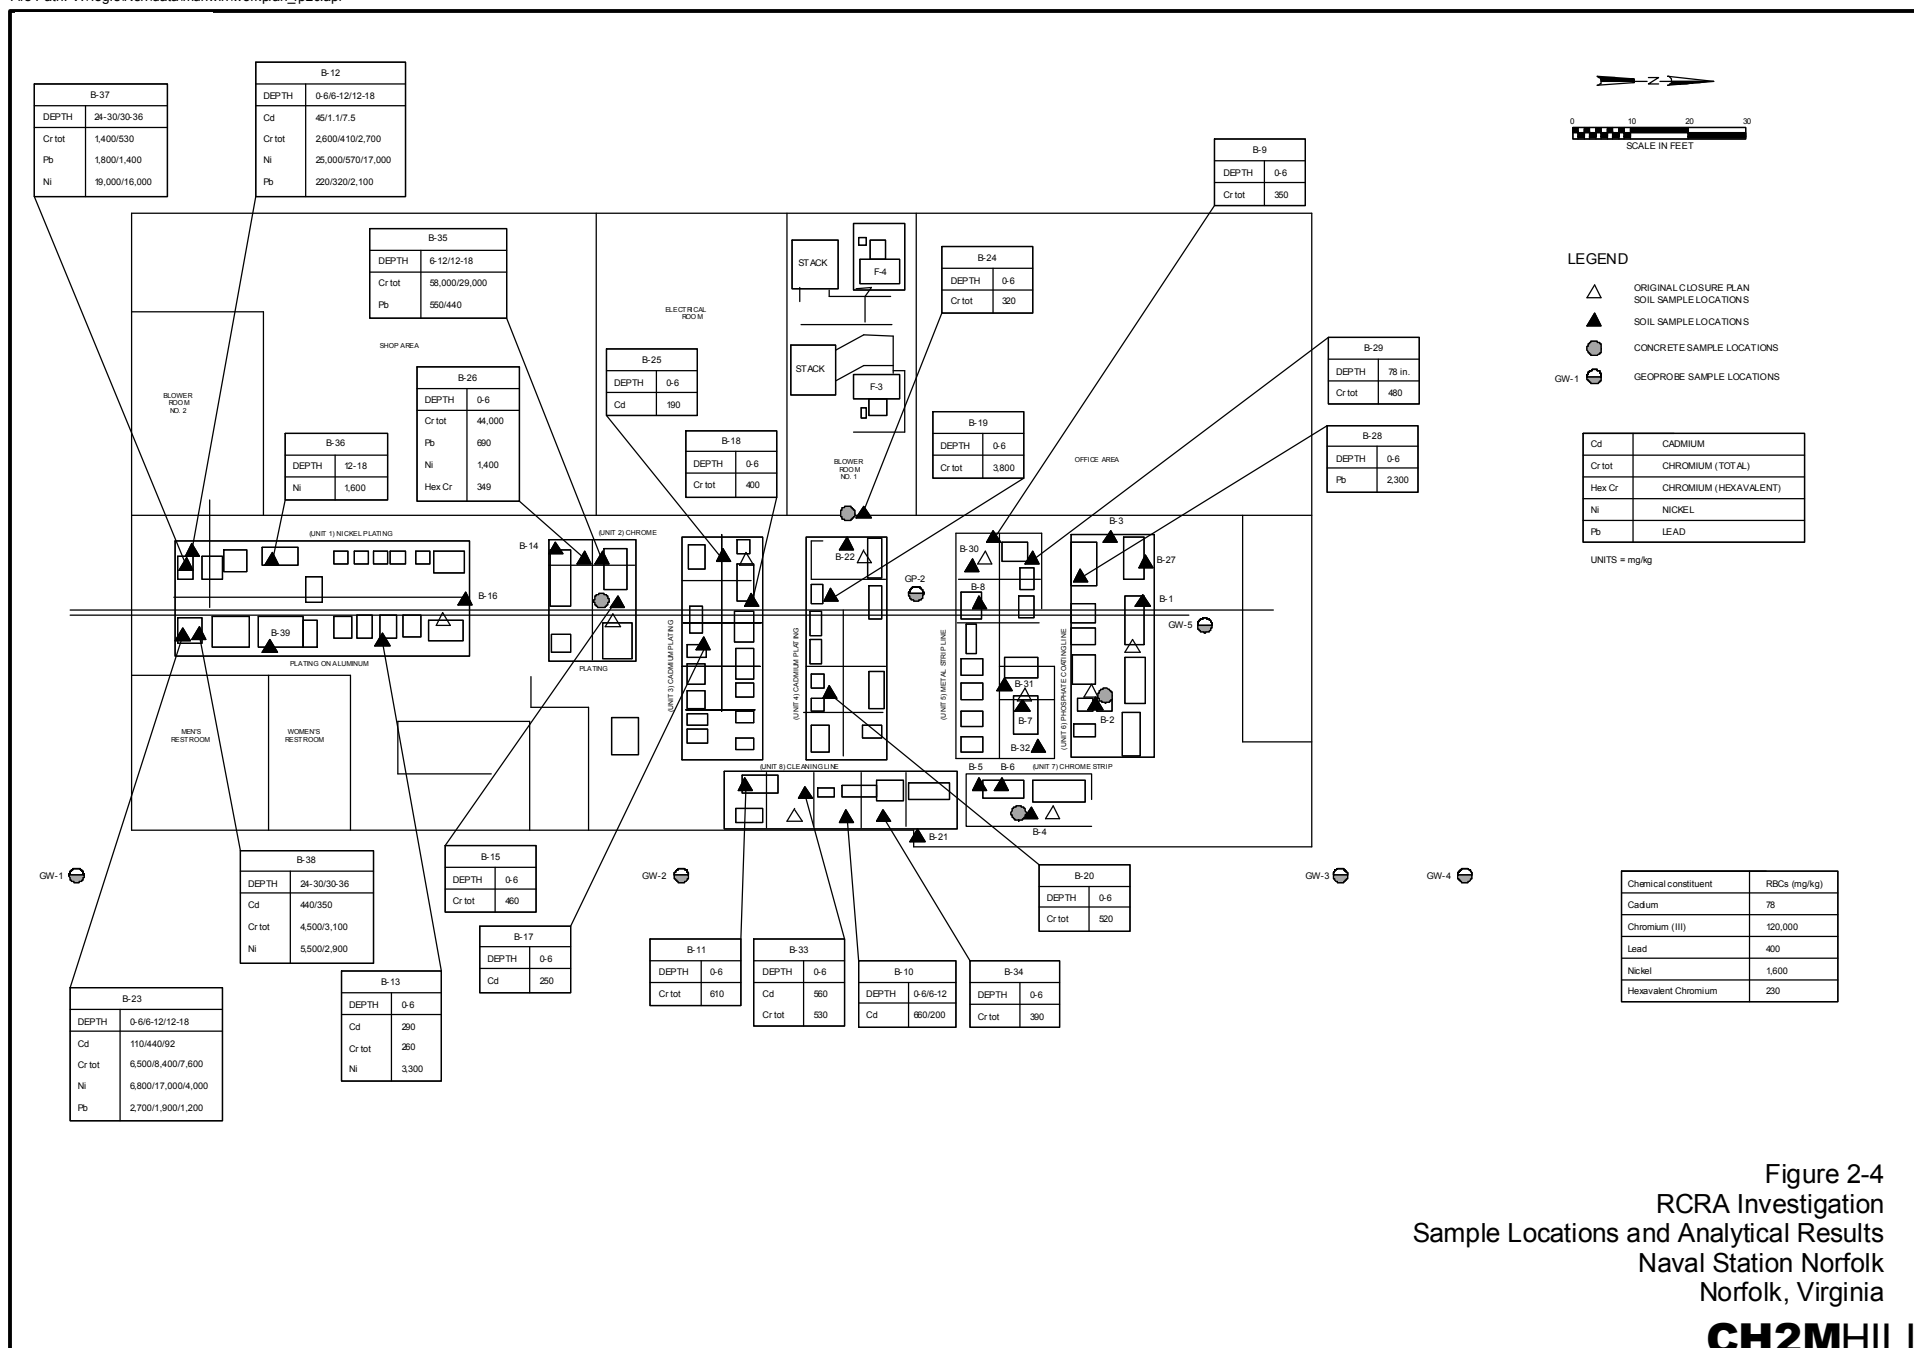 B-37
DEPTH 24-30/30-36
Cr tot 1,400/530
Pb 1,800/1,400
Ni 19,000/16,000
B-12
DEPTH 0-6/6-12/12-18
Cd 45/1.1/7.5
Cr tot 2,600/410/2,700
Ni 25,000/570/17,000
Pb 220/320/2,100
B-35
DEPTH 6-12/12-18
Cr tot 58,000/29,000
Pb 550/440
B-26
DEPTH 0-6
Cr tot 44,000
Pb 690
Ni 1,400
Hex Cr 349
B-36
DEPTH 12-18
Ni 1,600
B-25
DEPTH 0-6
Cd 190
B-18
DEPTH 0-6
Cr tot 400
B-24
DEPTH 0-6
Cr tot 320
B-19
DEPTH 0-6
Cr tot 3,800
B-9
DEPTH 0-6
Cr tot 350
B-29
DEPTH 78 in.
Cr tot 480
B-28
DEPTH 0-6
Pb 2,300
N
0 10 20 30
SCALE IN FEET
LEGEND
ORIGINAL CLOSURE PLAN
SOIL SAMPLE LOCATIONS
SOIL SAMPLE LOCATIONS
CONCRETE SAMPLE LOCATIONS
GW-1 GEOPROBE SAMPLE LOCATIONS
Cd CADMIUM
Cr tot CHROMIUM (TOTAL)
Hex Cr CHROMIUM (HEXAVALENT)
Ni NICKEL
Pb LEAD
UNITS = mg/kg
STACK
F-4
STACK
F-3
ELECTRICAL
ROOM
SHOP AREA
BLOWER
ROOM
NO. 2
BLOWER
ROOM
NO. 1
OFFICE AREA
(UNIT 1) NICKEL PLATING
(UNIT 2) CHROME
B-14
B-22
GP-2
B-30
B-3
B-27
B-8
B-1
B-16
GW-5
B-39
PLATING ON ALUMINUM
PLATING
(UNIT 3) CADMIUM PLATING
(UNIT 4) CADMIUM PLATING
(UNIT 5) METAL STRIP LINE
(UNIT 6) PHOSPHATE COATING LINE
B-31
B-7
B-2
B-32
MEN'S
RESTROOM
WOMEN'S
RESTROOM
(UNIT 8) CLEANING LINE
B-5
B-6
(UNIT 7) CHROME STRIP
B-4
B-21
GW-1
GW-2
GW-3
GW-4
B-38
DEPTH 24-30/30-36
Cd 440/350
Cr tot 4,500/3,100
Ni 5,500/2,900
B-15
DEPTH 0-6
Cr tot 460
B-20
DEPTH 0-6
Cr tot 520
B-17
DEPTH 0-6
Cd 250
B-11
DEPTH 0-6
Cr tot 610
B-33
DEPTH 0-6
Cd 560
Cr tot 530
B-10
DEPTH 0-6/6-12
Cd 660/200
B-34
DEPTH 0-6
Cr tot 390
B-13
DEPTH 0-6
Cd 290
Cr tot 260
Ni 3,300
B-23
DEPTH 0-6/6-12/12-18
Cd 110/440/92
Cr tot 6,500/8,400/7,600
Ni 6,800/17,000/4,000
Pb 2,700/1,900/1,200
Chemical constituent RBCs (mg/kg)
Cadium 78
Chromium (III) 120,000
Lead 400
Nickel 1,600
Hexavalent Chromium 230
Figure 2-4
RCRA Investigation
Sample Locations and Analytical Results
Naval Station Norfolk
Norfolk, Virginia
CH2MHILL